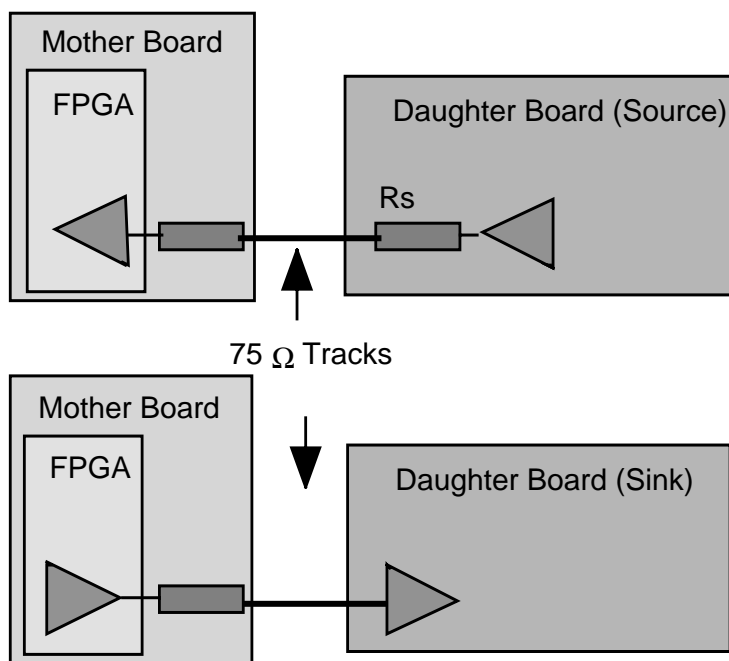 Mother Board
FPGA
Daughter Board (Source)
Rs
75 Ω Tracks
Mother Board
FPGA
Daughter Board (Sink)